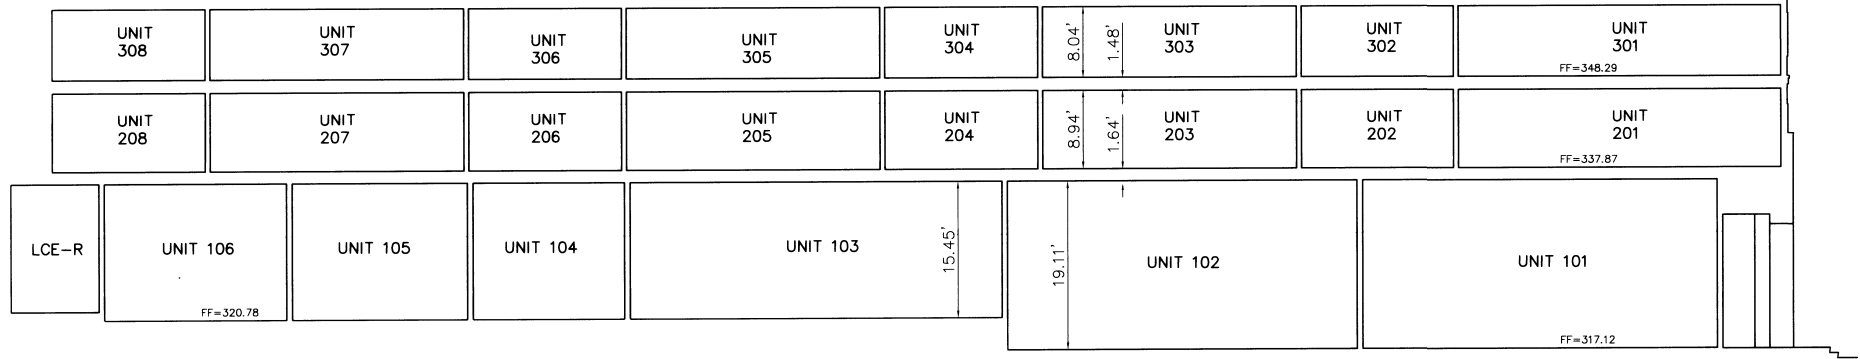 UNIT
308
UNIT
307
UNIT
306
UNIT
305
UNIT
304
8.04'
1.48'
UNIT
303
UNIT
302
UNIT
301
FF=348.29
UNIT
208
UNIT
207
UNIT
206
UNIT
205
UNIT
204
8.94'
1.64'
UNIT
203
UNIT
202
UNIT
201
FF=337.87
LCE-R
UNIT 106
FF=320.78
UNIT 105
UNIT 104
UNIT 103
15.45'
19.11'
UNIT 102
UNIT 101
FF=317.12